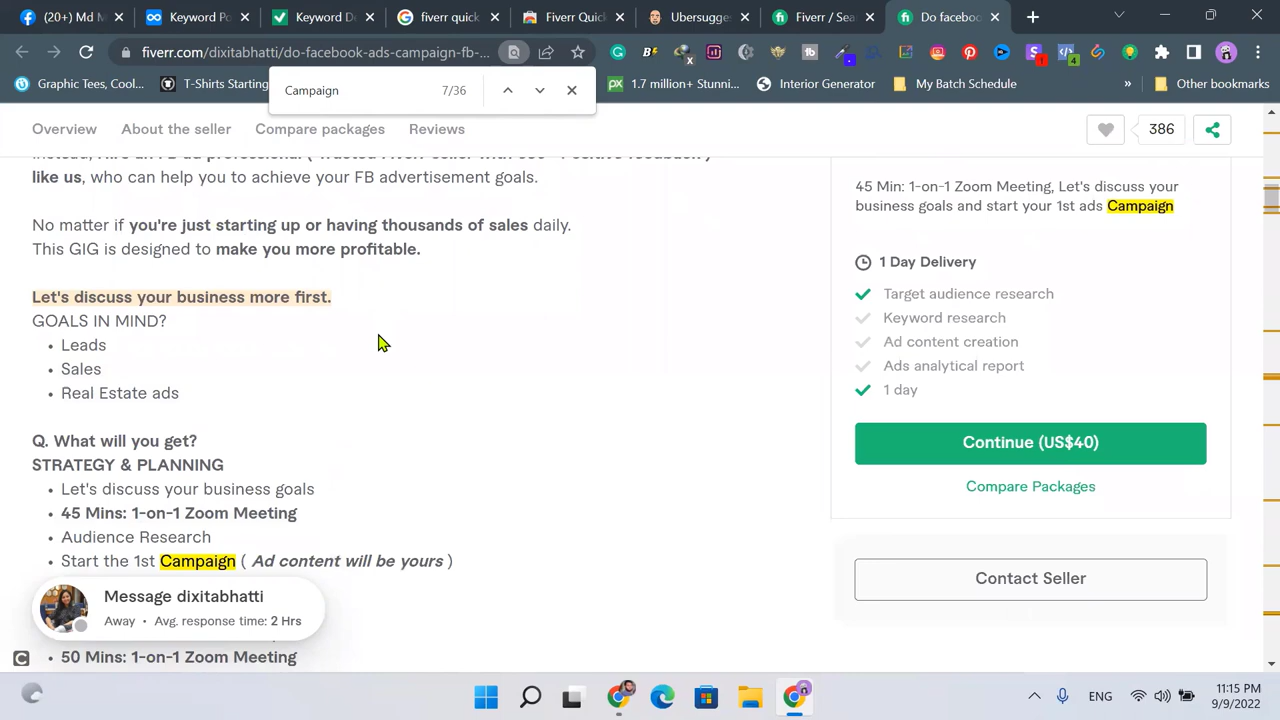 (20+) Md M
Keyword Po
Keyword D
fiverr quick
Fiverr Quick
Ubersugges
Fiverr / Sea
Do faceboo
fiverr.com/dixitabhatti/do-facebook-ads-campaign-fb-...
Graphic Tees, Cool...
T-Shirts Starting
1.7 million+ Stunni...
Interior Generator
My Batch Schedule
»
Other bookmarks
Campaign 7/36
Overview About the seller Compare packages Reviews
386
like us, who can help you to achieve your FB advertisement goals.
No matter if you're just starting up or having thousands of sales daily.
This GIG is designed to make you more profitable.
Let's discuss your business more first.
GOALS IN MIND?
• Leads
• Sales
• Real Estate ads
Q. What will you get?
STRATEGY & PLANNING
• Let's discuss your business goals
• 45 Mins: 1-on-1 Zoom Meeting
• Audience Research
• Start the 1st Campaign ( Ad content will be yours )
Message dixitabhatti
Away • Avg. response time: 2 Hrs
• 50 Mins: 1-on-1 Zoom Meeting
45 Min: 1-on-1 Zoom Meeting, Let's discuss your
business goals and start your 1st ads Campaign
1 Day Delivery
Target audience research
Keyword research
Ad content creation
Ads analytical report
1 day
Continue (US$40)
Compare Packages
Contact Seller
ENG
11:15 PM
9/9/2022